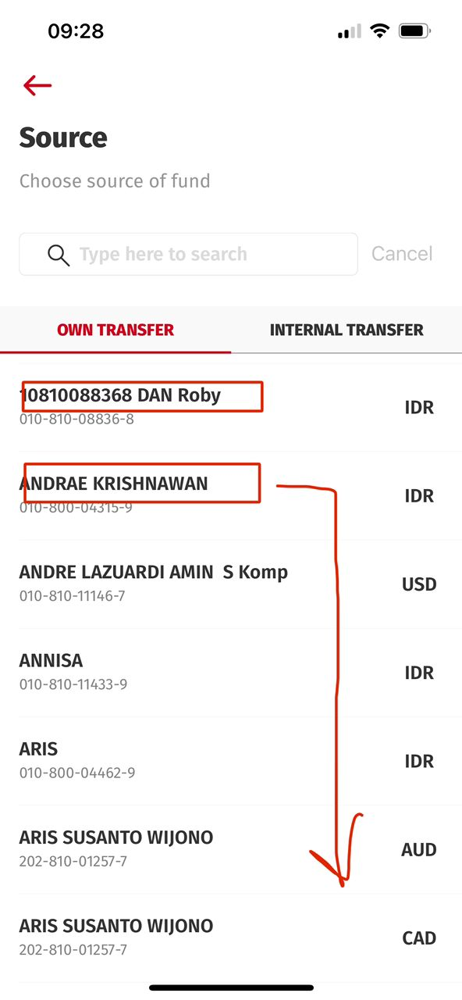 09:28
Source
Choose source of fund
Type here to search
Cancel
OWN TRANSFER
INTERNAL TRANSFER
10810088368 DAN Roby
IDR
010-810-08836-8
ANDRAE KRISHNAWAN
IDR
010-800-04315-9
ANDRE LAZUARDI AMIN  S Komp
USD
010-810-11146-7
ANNISA
IDR
010-810-11433-9
ARIS
IDR
010-800-04462-9
ARIS SUSANTO WIJONO
AUD
202-810-01257-7
ARIS SUSANTO WIJONO
CAD
202-810-01257-7